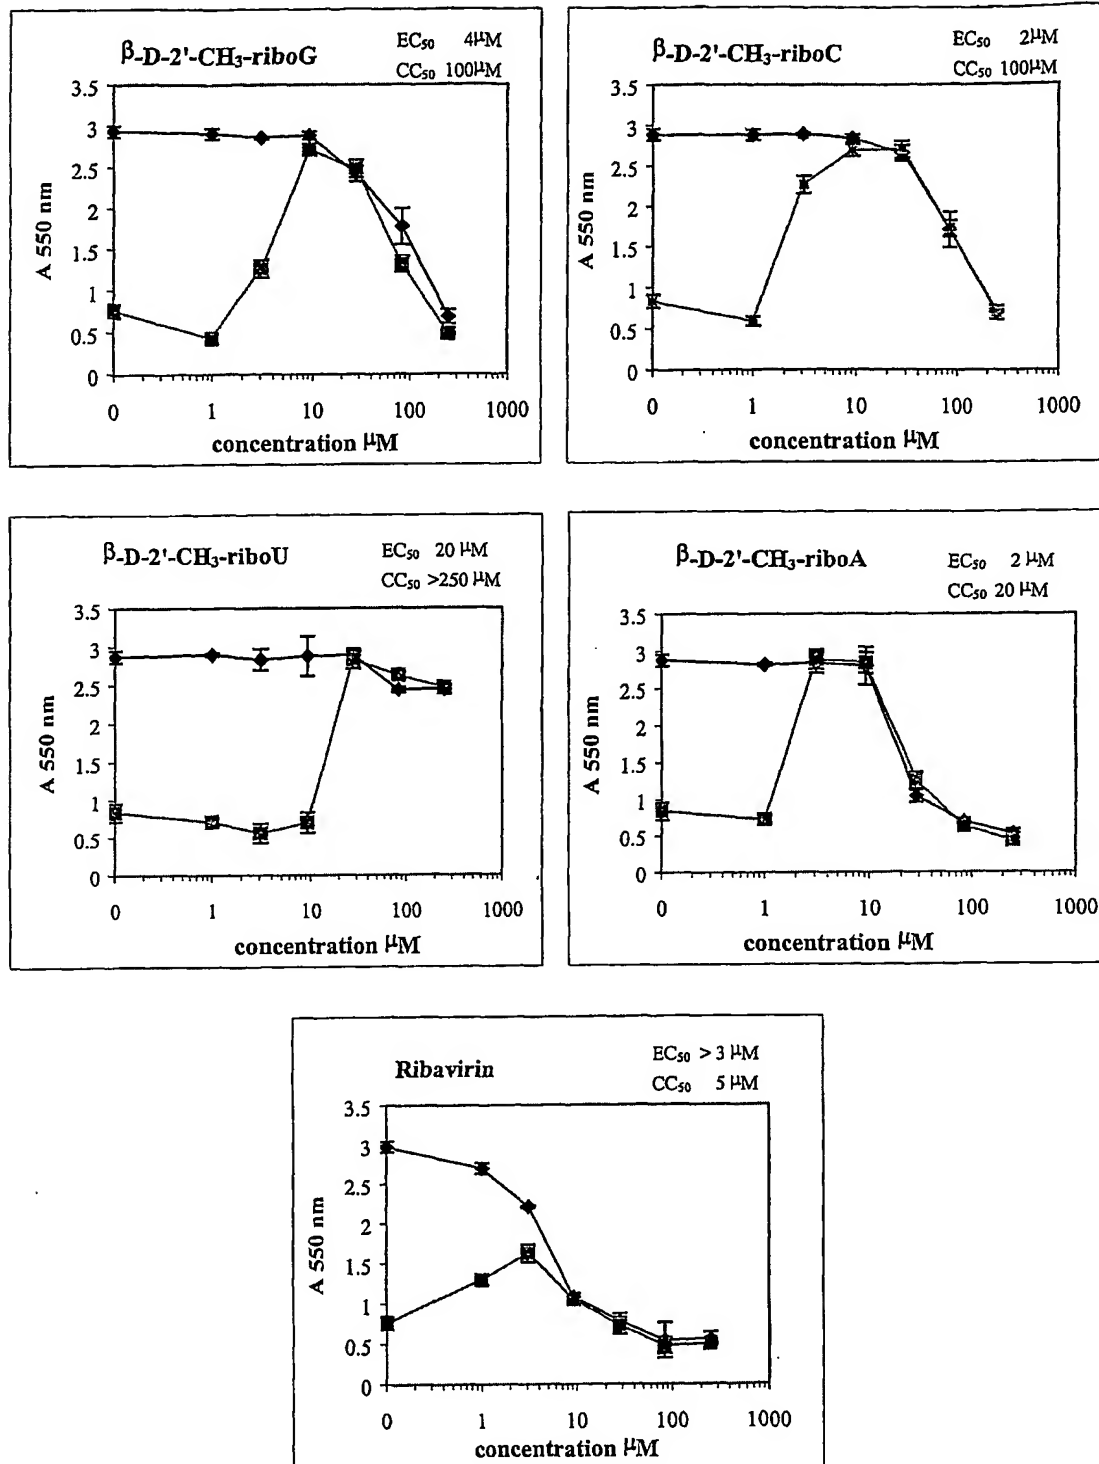 β-D-2'-CH₃-riboG
EC₅₀ 4μM
CC₅₀ 100μM
A 550 nm
3.5
3
2.5
2
1.5
1
0.5
0
0 1 10 100 1000
concentration μM
β-D-2'-CH₃-riboC
EC₅₀ 2μM
CC₅₀ 100μM
A 550 nm
3.5
3
2.5
2
1.5
1
0.5
0
0 1 10 100 1000
concentration μM
β-D-2'-CH₃-riboU
EC₅₀ 20 μM
CC₅₀ >250 μM
A 550 nm
3.5
3
2.5
2
1.5
1
0.5
0
0 1 10 100 1000
concentration μM
β-D-2'-CH₃-riboA
EC₅₀ 2 μM
CC₅₀ 20 μM
A 550 nm
3.5
3
2.5
2
1.5
1
0.5
0
0 1 10 100 1000
concentration μM
Ribavirin
EC₅₀ > 3 μM
CC₅₀ 5 μM
A 550 nm
3.5
3
2.5
2
1.5
1
0.5
0
0 1 10 100 1000
concentration μM